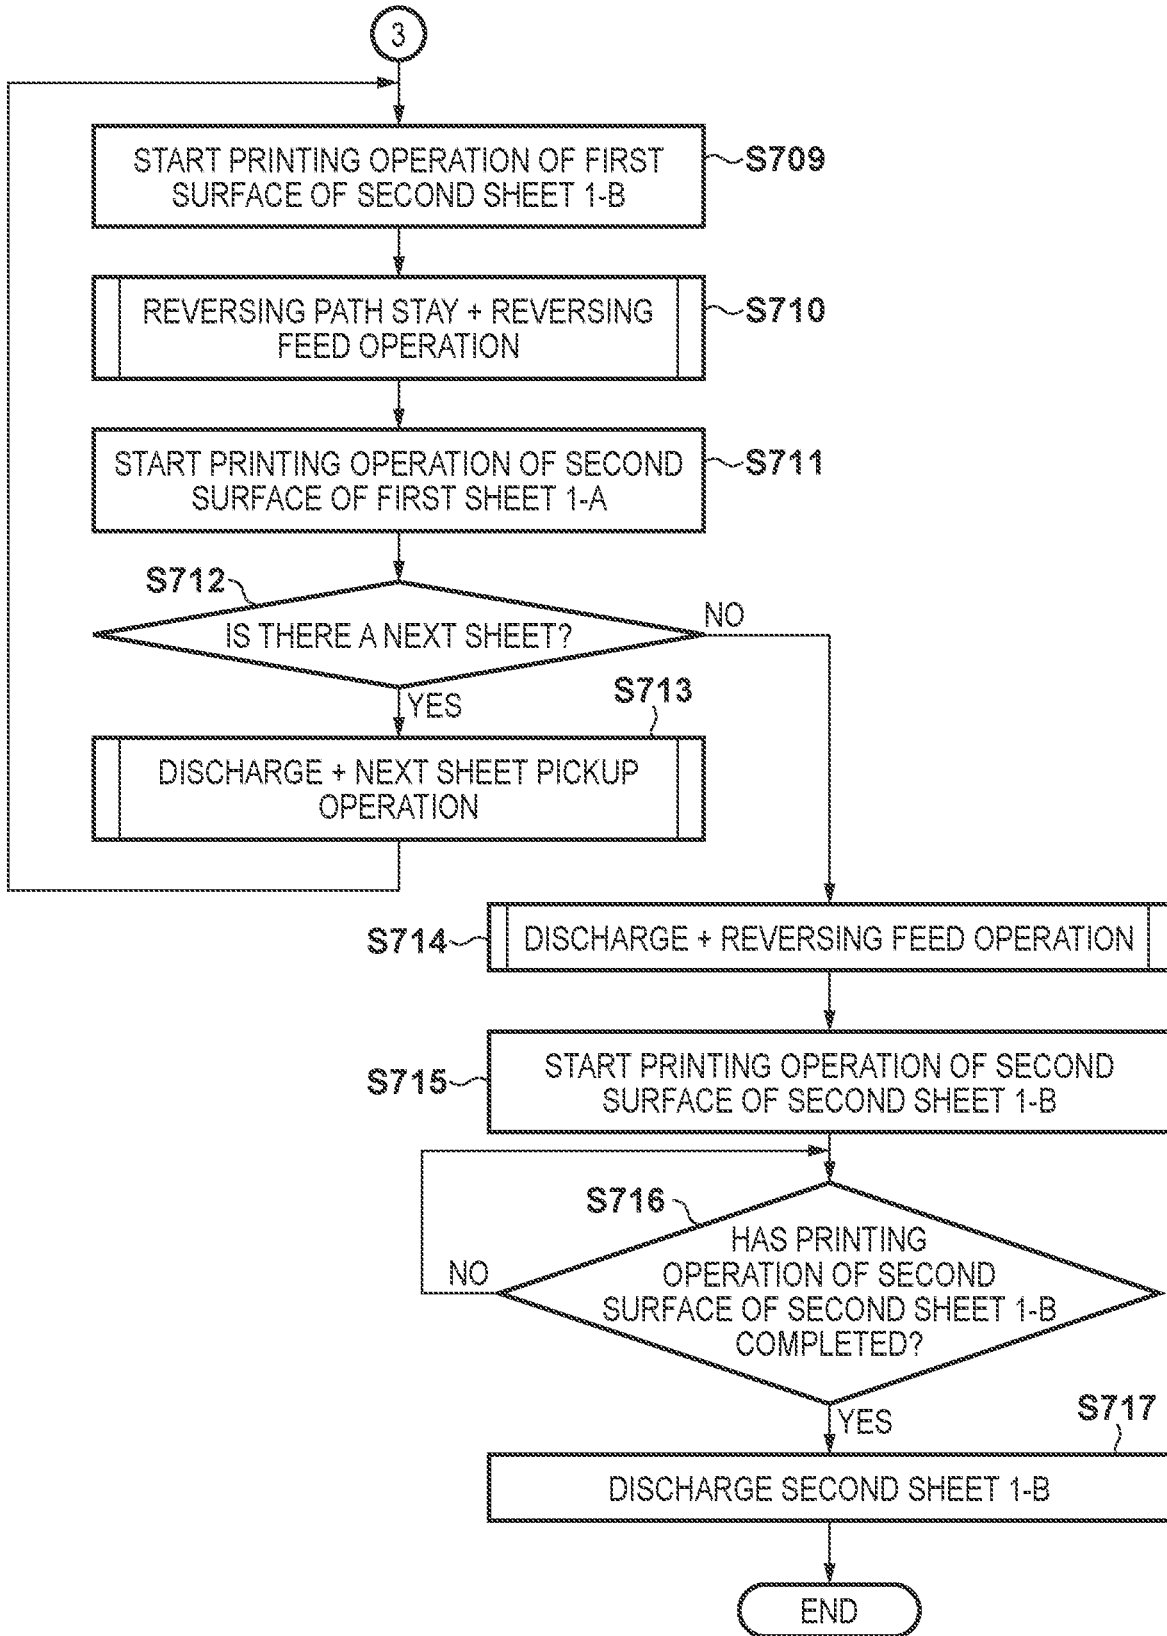 3
START PRINTING OPERATION OF FIRST
SURFACE OF SECOND SHEET 1-B
S709
REVERSING PATH STAY + REVERSING
FEED OPERATION
S710
START PRINTING OPERATION OF SECOND
SURFACE OF FIRST SHEET 1-A
S711
S712
IS THERE A NEXT SHEET?
NO
YES
S713
DISCHARGE + NEXT SHEET PICKUP
OPERATION
S714
DISCHARGE + REVERSING FEED OPERATION
S715
START PRINTING OPERATION OF SECOND
SURFACE OF SECOND SHEET 1-B
S716
HAS PRINTING
OPERATION OF SECOND
SURFACE OF SECOND SHEET 1-B
COMPLETED?
NO
YES
S717
DISCHARGE SECOND SHEET 1-B
END